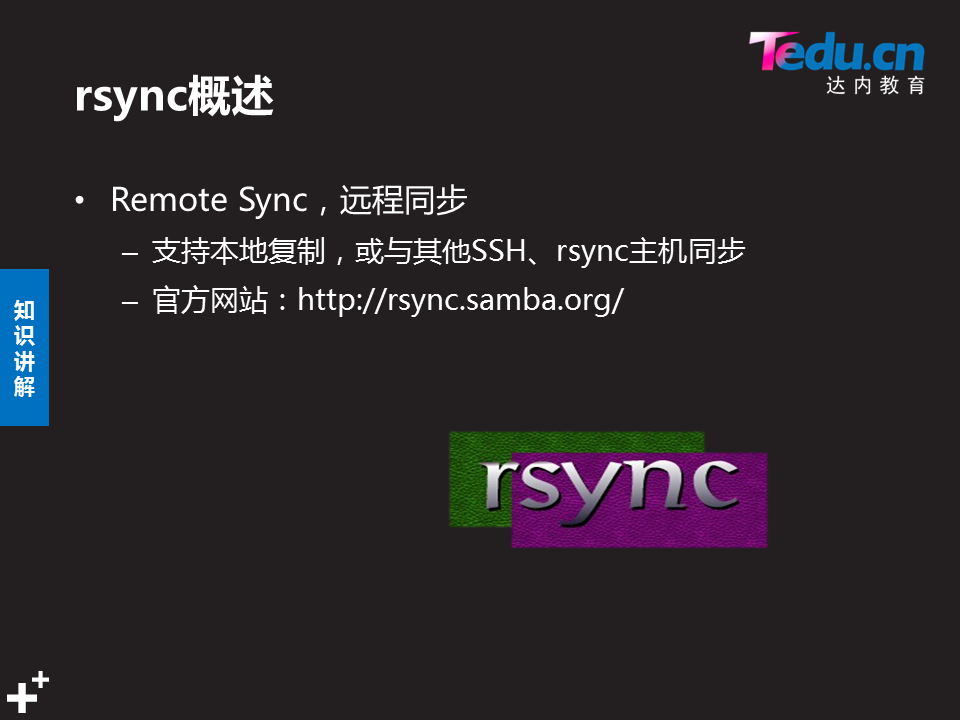 Tedu.cn
达内教育
rsync概述
• Remote Sync，远程同步
– 支持本地复制，或与其他SSH、rsync主机同步
– 官方网站：http://rsync.samba.org/
知识讲解
rsync